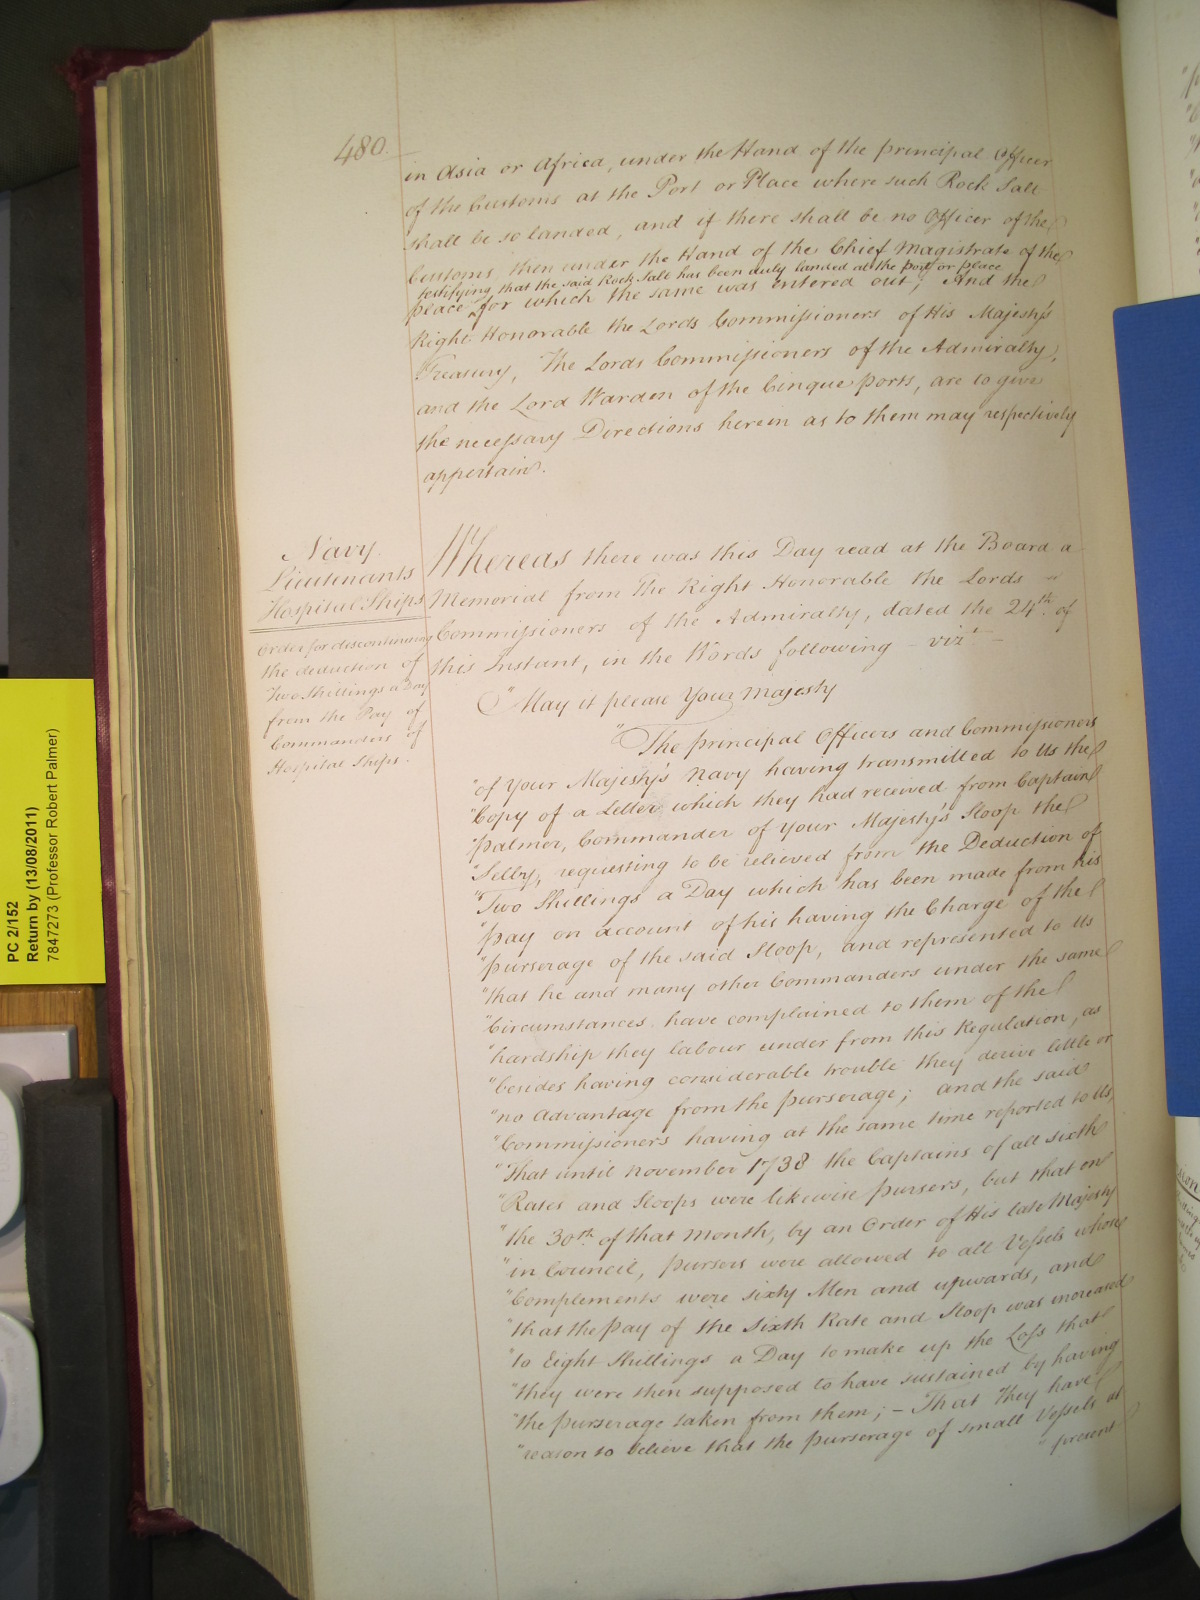 480.
in Asia or Africa, under the Hand of the principal Officer
of the Customs at the Port or Place where such Rock Salt
shall be so landed, and if there shall be no Officer of the
Customs, then under the Hand of the Chief Magistrate of the
testifying that the said Rock Salt has been duly landed at the port or place
place for which the same was entered out; And the
Right Honorable the Lords Commissioners of His Majesty's
Treasury, The Lords Commissioners of the Admiralty,
and the Lord Warden of the Cinque ports, are to give
the necessary Directions herein as to them may respectively
appertain.
Navy.
Lieutenants
Hospital Ships
Order for discontinuing
the deduction of
Two Shillings a Day
from the Pay of
Commanders of
Hospital Ships.
Whereas there was this Day read at the Board a
Memorial from The Right Honorable the Lords
Commissioners of the Admiralty, dated the 24th. of
this Instant, in the Words following - vizt. -
"May it please Your Majesty
"The principal Officers and Commissioners
"of Your Majesty's Navy having transmitted to Us the
"Copy of a Letter which they had received from Captain
"Palmer, Commander of Your Majesty's Sloop the
"Selby, requesting to be relieved from the Deduction of
"Two Shillings a Day which has been made from his
"pay on account of his having the Charge of the
"purserage of the said Sloop, and represented to Us
"that he and many other Commanders under the same
"Circumstances have complained to them of the
"hardship they labour under from this Regulation, as
"besides having considerable trouble they derive little or
"no advantage from the purserage; and the said
"Commissioners having at the same time reported to Us,
"That until November 1738 the Captains of all sixth
"Rates and Sloops were likewise pursers, but that on
"the 30th. of that Month, by an Order of His late Majesty
"in Council, pursers were allowed to all Vessels whose
"Complements were sixty Men and upwards, and
"that the pay of the Sixth Rate and Sloop was increased
"to Eight Shillings a Day to make up the Loss that
"they were then supposed to have sustained by having
"the purserage taken from them; - That they have
"reason to believe that the purserage of small Vessels at
"present
PC 2/152
Return by (13/08/2011)
7847273 (Professor Robert Palmer)